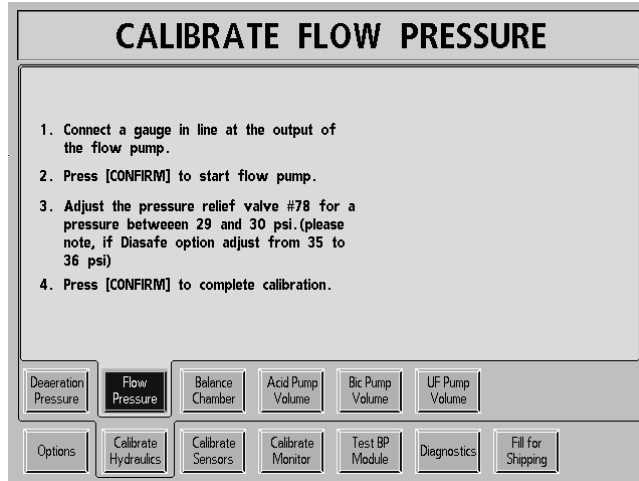 CALIBRATE FLOW PRESSURE
1. Connect a gauge in line at the output of
the flow pump.
2. Press [CONFIRM] to start flow pump.
3. Adjust the pressure relief valve #78 for a
pressure betweeen 29 and 30 psi.(please
note, if Diasafe option adjust from 35 to
36 psi)
4. Press [CONFIRM] to complete calibration.
Deaeration Pressure
Flow Pressure
Balance Chamber
Acid Pump Volume
Bic Pump Volume
UF Pump Volume
Options
Calibrate Hydraulics
Calibrate Sensors
Calibrate Monitor
Test BP Module
Diagnostics
Fill for Shipping